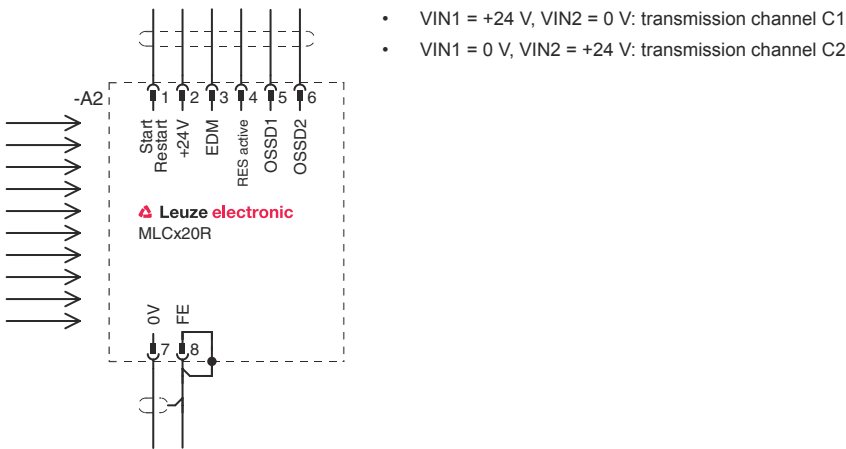 • VIN1 = +24 V, VIN2 = 0 V: transmission channel C1
• VIN1 = 0 V, VIN2 = +24 V: transmission channel C2
-A2
1 2 3 4 5 6
Start
Restart
+24V
EDM
RES active
OSSD1
OSSD2
Leuze electronic
MLCx20R
0V
FE
7 8